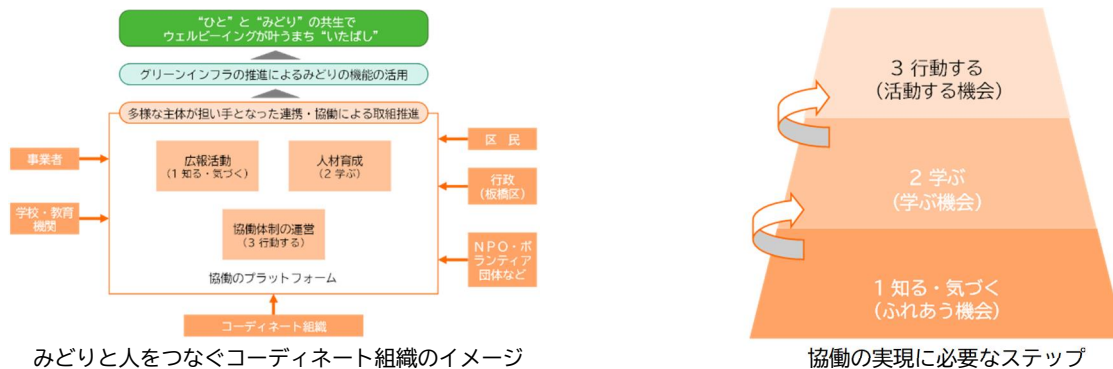 “ひと”と“みどり”の共生で
ウェルビーイングが叶うまち“いたばし”
グリーンインフラの推進によるみどりの機能の活用
多様な主体が担い手となった連携・協働による取組推進
事業者
学校・教育
機関
広報活動
(1 知る・気づく)
人材育成
(2 学ぶ)
協働体制の運営
(3 行動する)
協働のプラットフォーム
区 民
行政
(板橋区)
NPO・ボ
ランティア
団体など
コーディネート組織
みどりと人をつなぐコーディネート組織のイメージ
3 行動する
(活動する機会)
2 学ぶ
(学ぶ機会)
1 知る・気づく
(ふれあう機会)
協働の実現に必要なステップ